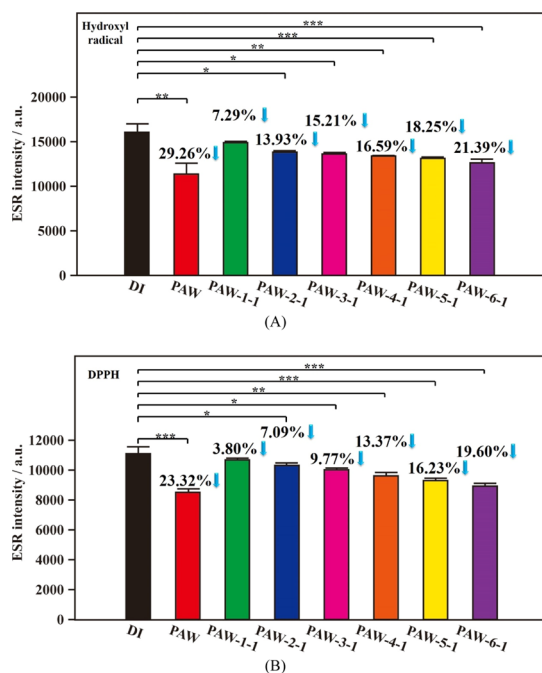 Hydroxyl
radical
***
***
**
*
*
**
ESR intensity / a.u.
20000
15000
10000
5000
0
29.26%
7.29%
13.93%
15.21%
16.59%
18.25%
21.39%
DI
PAW
PAW-1-1
PAW-2-1
PAW-3-1
PAW-4-1
PAW-5-1
PAW-6-1
(A)
DPPH
***
***
**
*
*
***
ESR intensity / a.u.
12000
10000
8000
6000
4000
2000
0
23.32%
3.80%
7.09%
9.77%
13.37%
16.23%
19.60%
DI
PAW
PAW-1-1
PAW-2-1
PAW-3-1
PAW-4-1
PAW-5-1
PAW-6-1
(B)